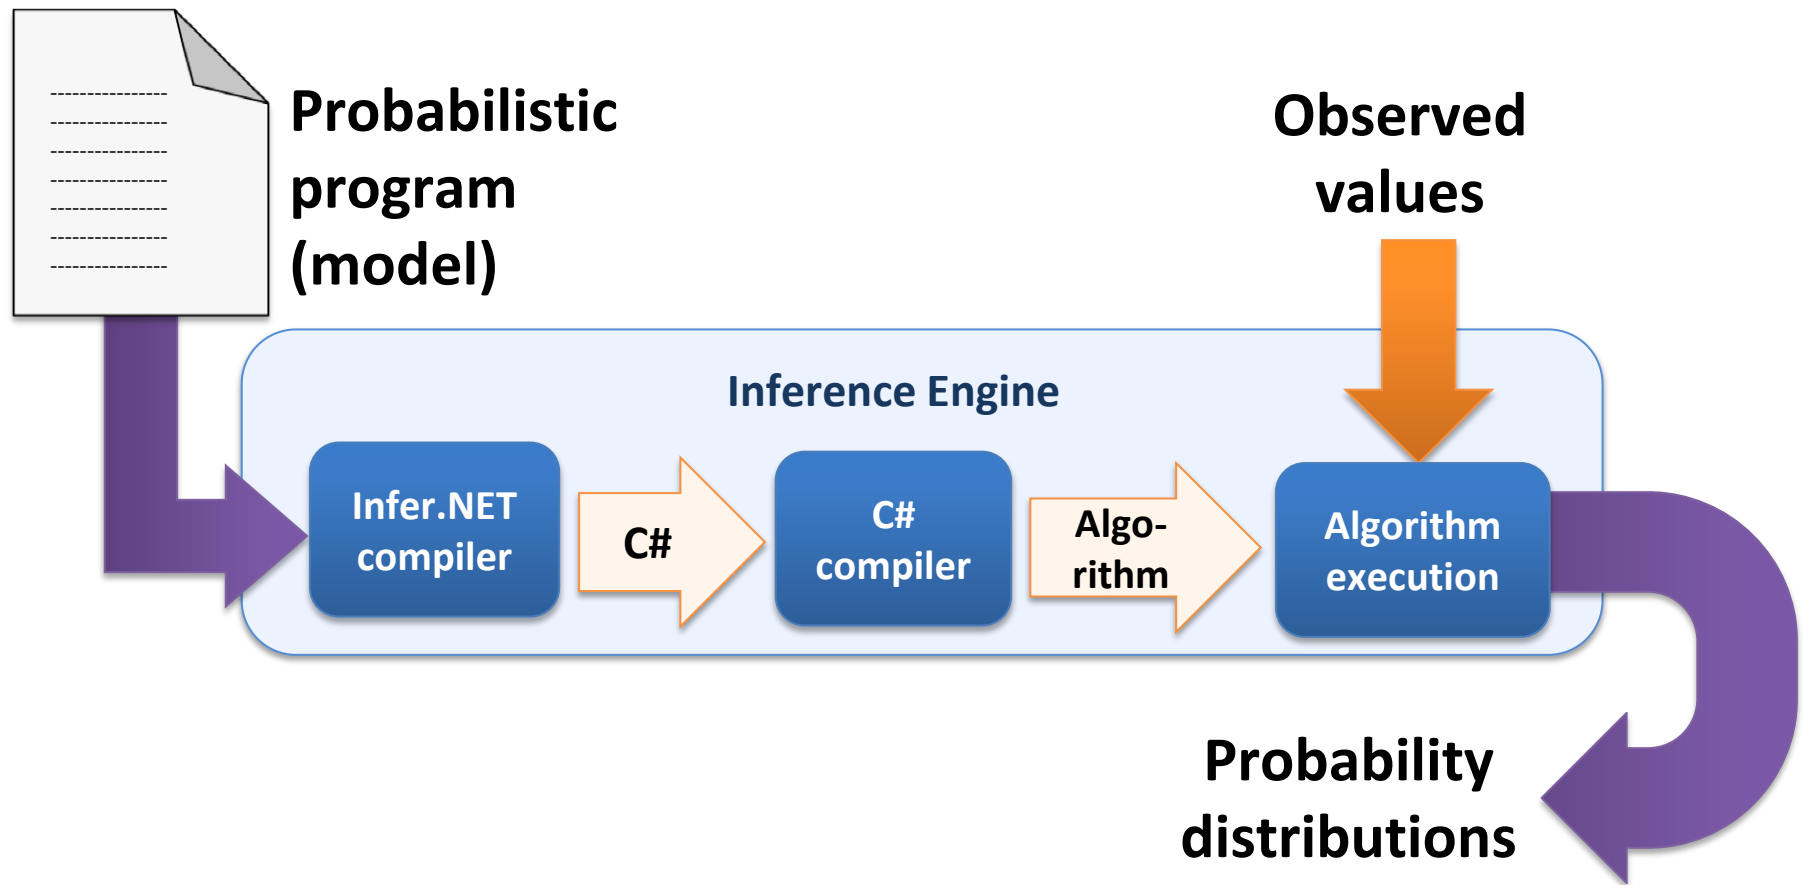 Probabilistic
program
(model)
Observed
values
Inference Engine
Infer.NET
compiler
C#
C#
compiler
Algo-
rithm
Algorithm
execution
Probability
distributions